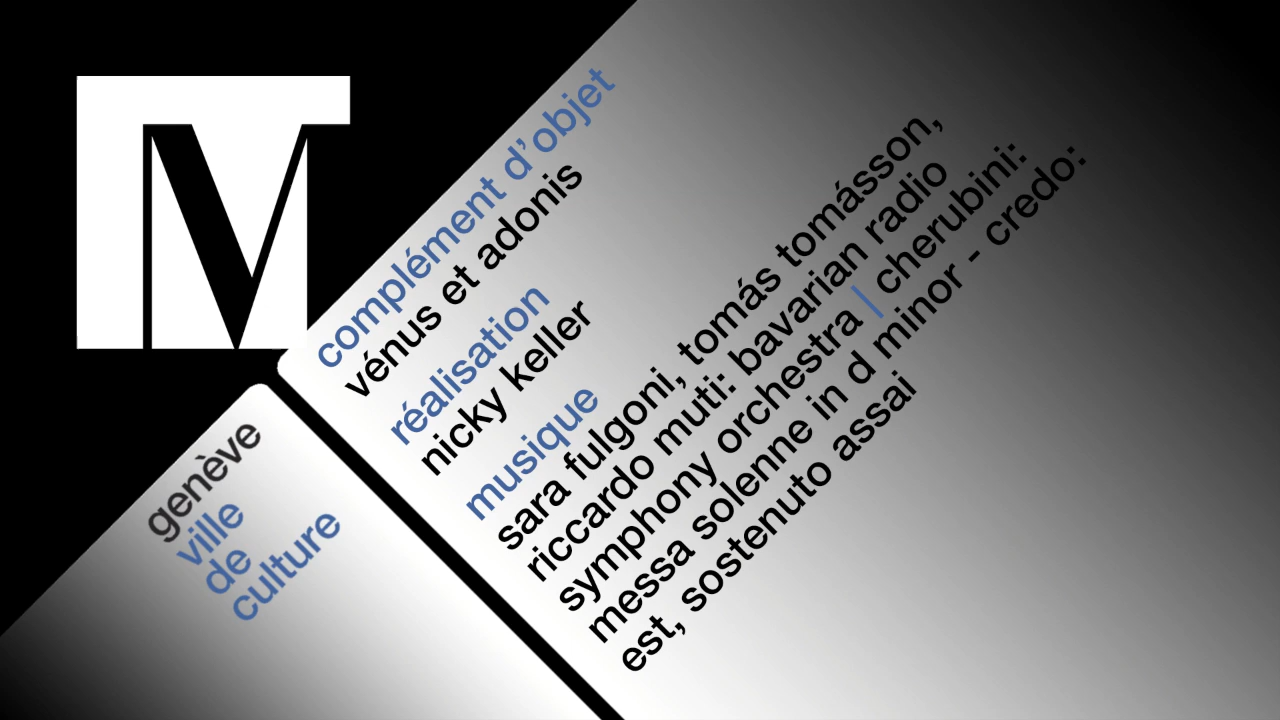 M
complément d’objet
vénus et adonis
réalisation
nicky keller
musique
sara fulgoni, tomás tomásson,
riccardo muti: bavarian radio
symphony orchestra | cherubini:
messa solenne in d minor - credo:
est, sostenuto assai
genève
ville
de
culture